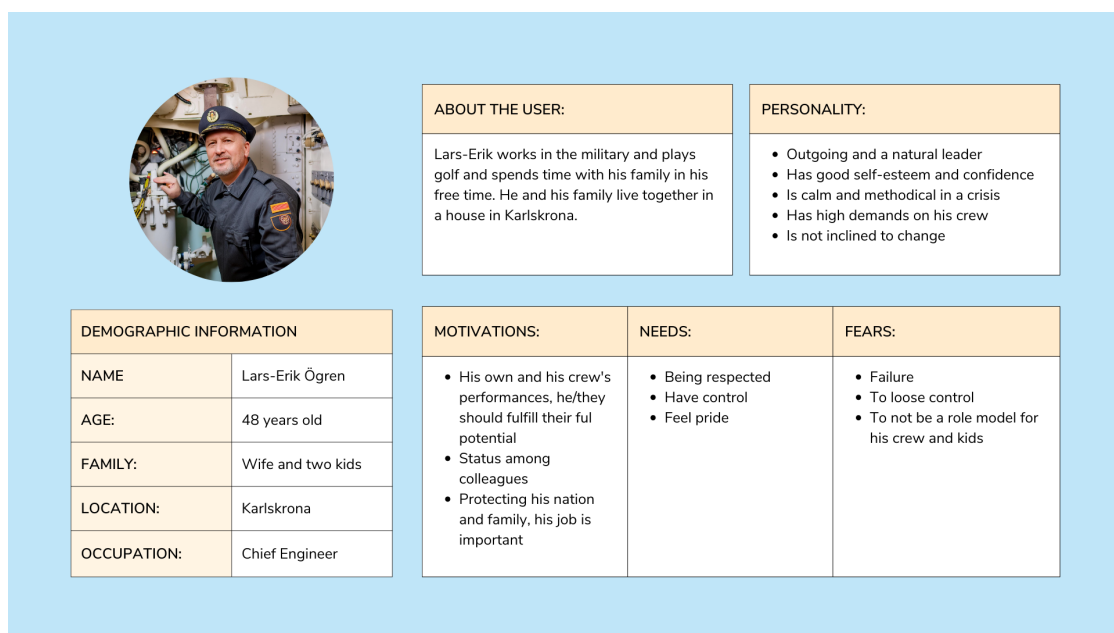 ABOUT THE USER:
Lars-Erik works in the military and plays
golf and spends time with his family in his
free time. He and his family live together in
a house in Karlskrona.
PERSONALITY:
• Outgoing and a natural leader
• Has good self-esteem and confidence
• Is calm and methodical in a crisis
• Has high demands on his crew
• Is not inclined to change
DEMOGRAPHIC INFORMATION
NAME Lars-Erik Ögren
AGE: 48 years old
FAMILY: Wife and two kids
LOCATION: Karlskrona
OCCUPATION: Chief Engineer
MOTIVATIONS:
• His own and his crew's
performances, he/they
should fulfill their ful
potential
• Status among
colleagues
• Protecting his nation
and family, his job is
important
NEEDS:
• Being respected
• Have control
• Feel pride
FEARS:
• Failure
• To loose control
• To not be a role model for
his crew and kids